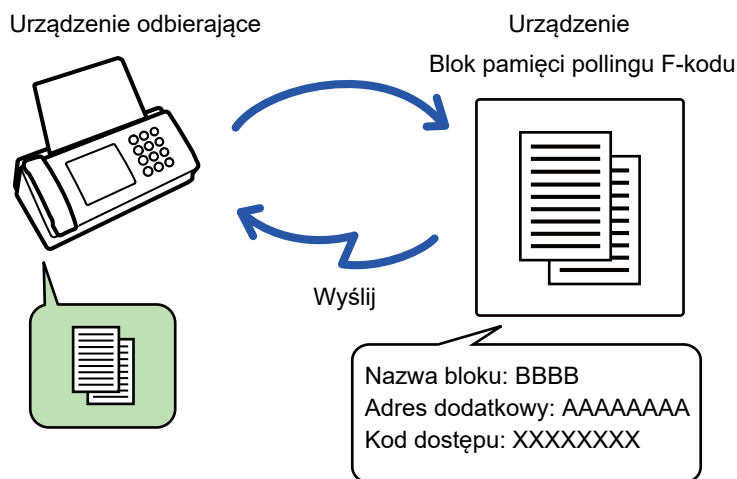 Urządzenie odbierające
Urządzenie
Blok pamięci pollingu F-kodu
Wyślij
Nazwa bloku: BBBB
Adres dodatkowy: AAAAAAAA
Kod dostępu: XXXXXXXX